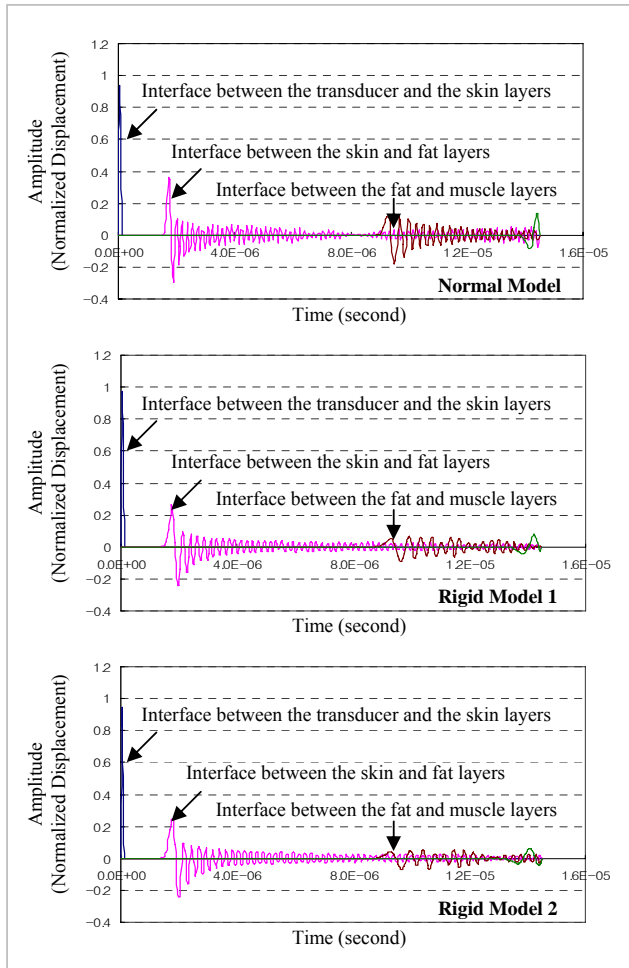 1.2
1
Interface between the transducer and the skin layers
0.8
0.6
Interface between the skin and fat layers
0.4
Interface between the fat and muscle layers
0.2
0
0.0E+00 4.0E-06 8.0E-06 1.2E-05 1.6E-05
−0.2
Normal Model
−0.4
Amplitude
(Normalized Displacement)
Time (second)
1.2
1
Interface between the transducer and the skin layers
0.8
0.6
Interface between the skin and fat layers
0.4
Interface between the fat and muscle layers
0.2
0
0.0E+00 4.0E-06 8.0E-06 1.2E-05 1.6E-05
−0.2
Rigid Model 1
−0.4
Amplitude
(Normalized Displacement)
Time (second)
1.2
1
Interface between the transducer and the skin layers
0.8
0.6
Interface between the skin and fat layers
0.4
Interface between the fat and muscle layers
0.2
0
0.0E+00 4.0E-06 8.0E-06 1.2E-05 1.6E-05
−0.2
Rigid Model 2
−0.4
Amplitude
(Normalized Displacement)
Time (second)